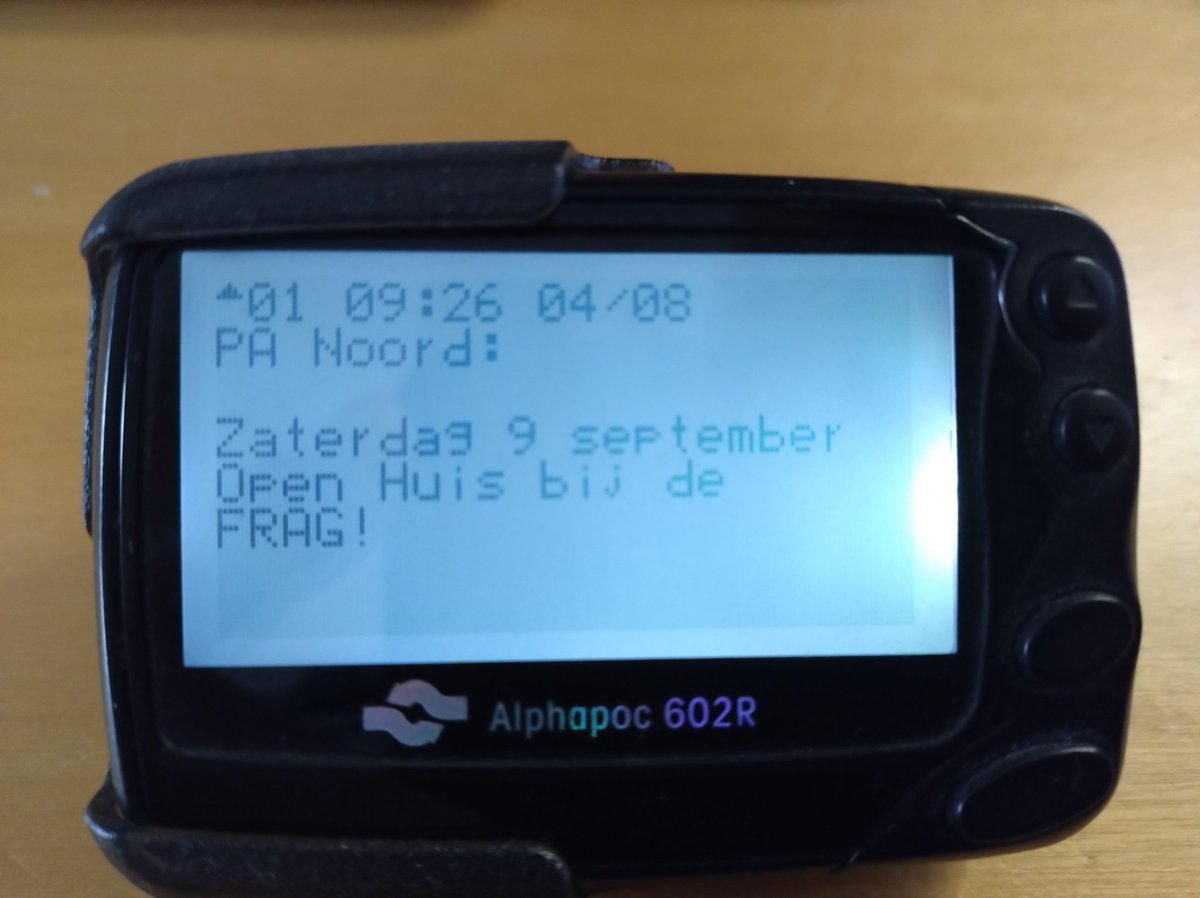 01 09:26 04/08
PA Noord:
Zaterdag 9 september
Open Huis bij de
FRAG!
Alphapoc 602R